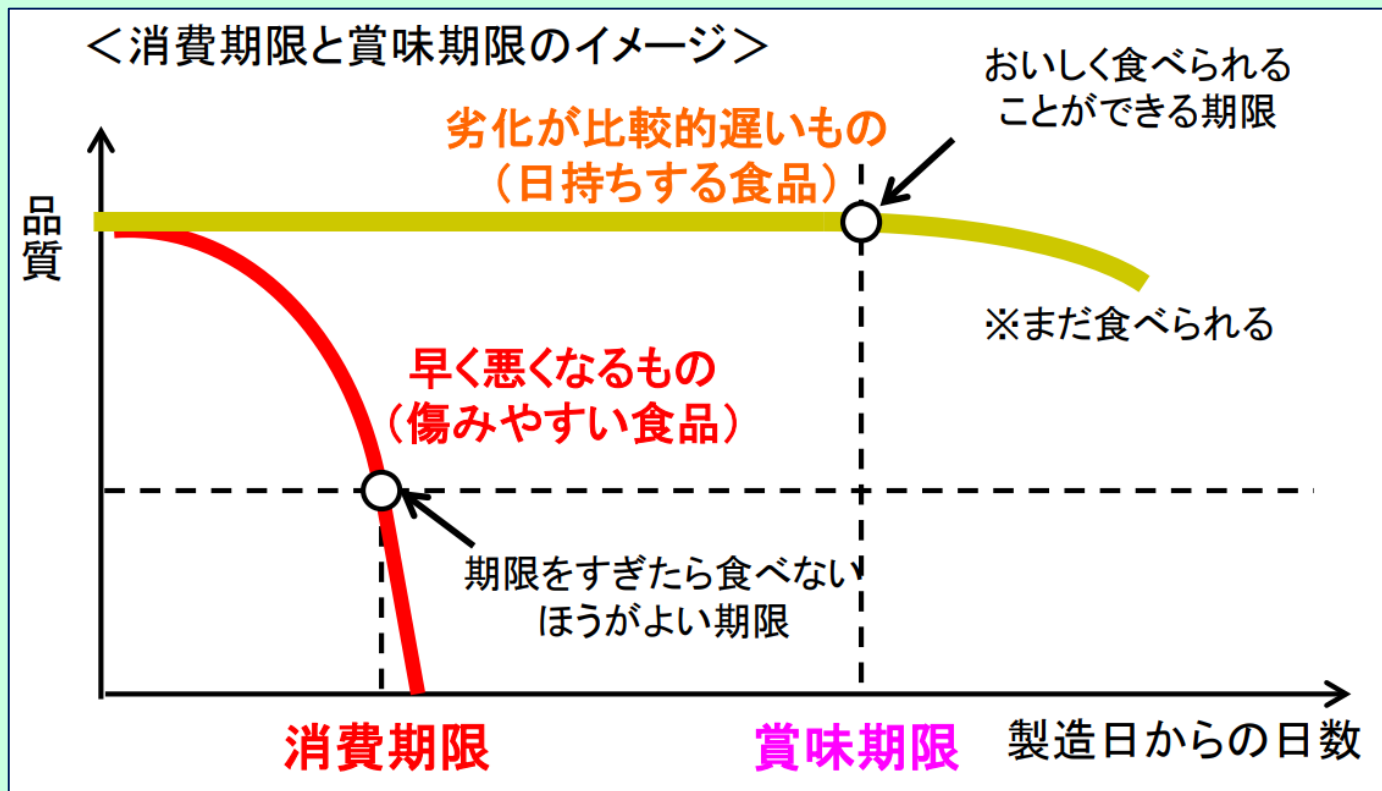 ＜消費期限と賞味期限のイメージ＞
おいしく食べられる
ことができる期限
劣化が比較的遅いもの
（日持ちする食品）
品
質
※まだ食べられる
早く悪くなるもの
（傷みやすい食品）
期限をすぎたら食べない
ほうがよい期限
消費期限
賞味期限
製造日からの日数